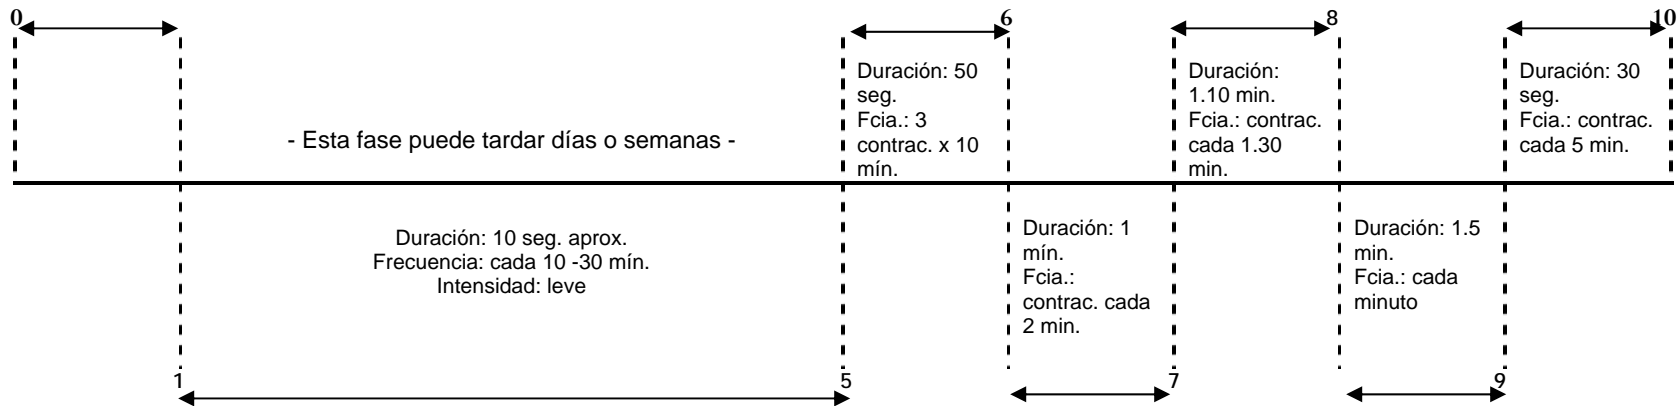 0
6
8
10
Duración: 50
seg.
Fcia.: 3
contrac. x 10
mín.
Duración:
1.10 min.
Fcia.: contrac.
cada 1.30
min.
Duración: 30
seg.
Fcia.: contrac.
cada 5 min.
- Esta fase puede tardar días o semanas -
Duración: 10 seg. aprox.
Frecuencia: cada 10 -30 mín.
Intensidad: leve
Duración: 1
mín.
Fcia.:
contrac. cada
2 min.
Duración: 1.5
min.
Fcia.: cada
minuto
1
5
7
9